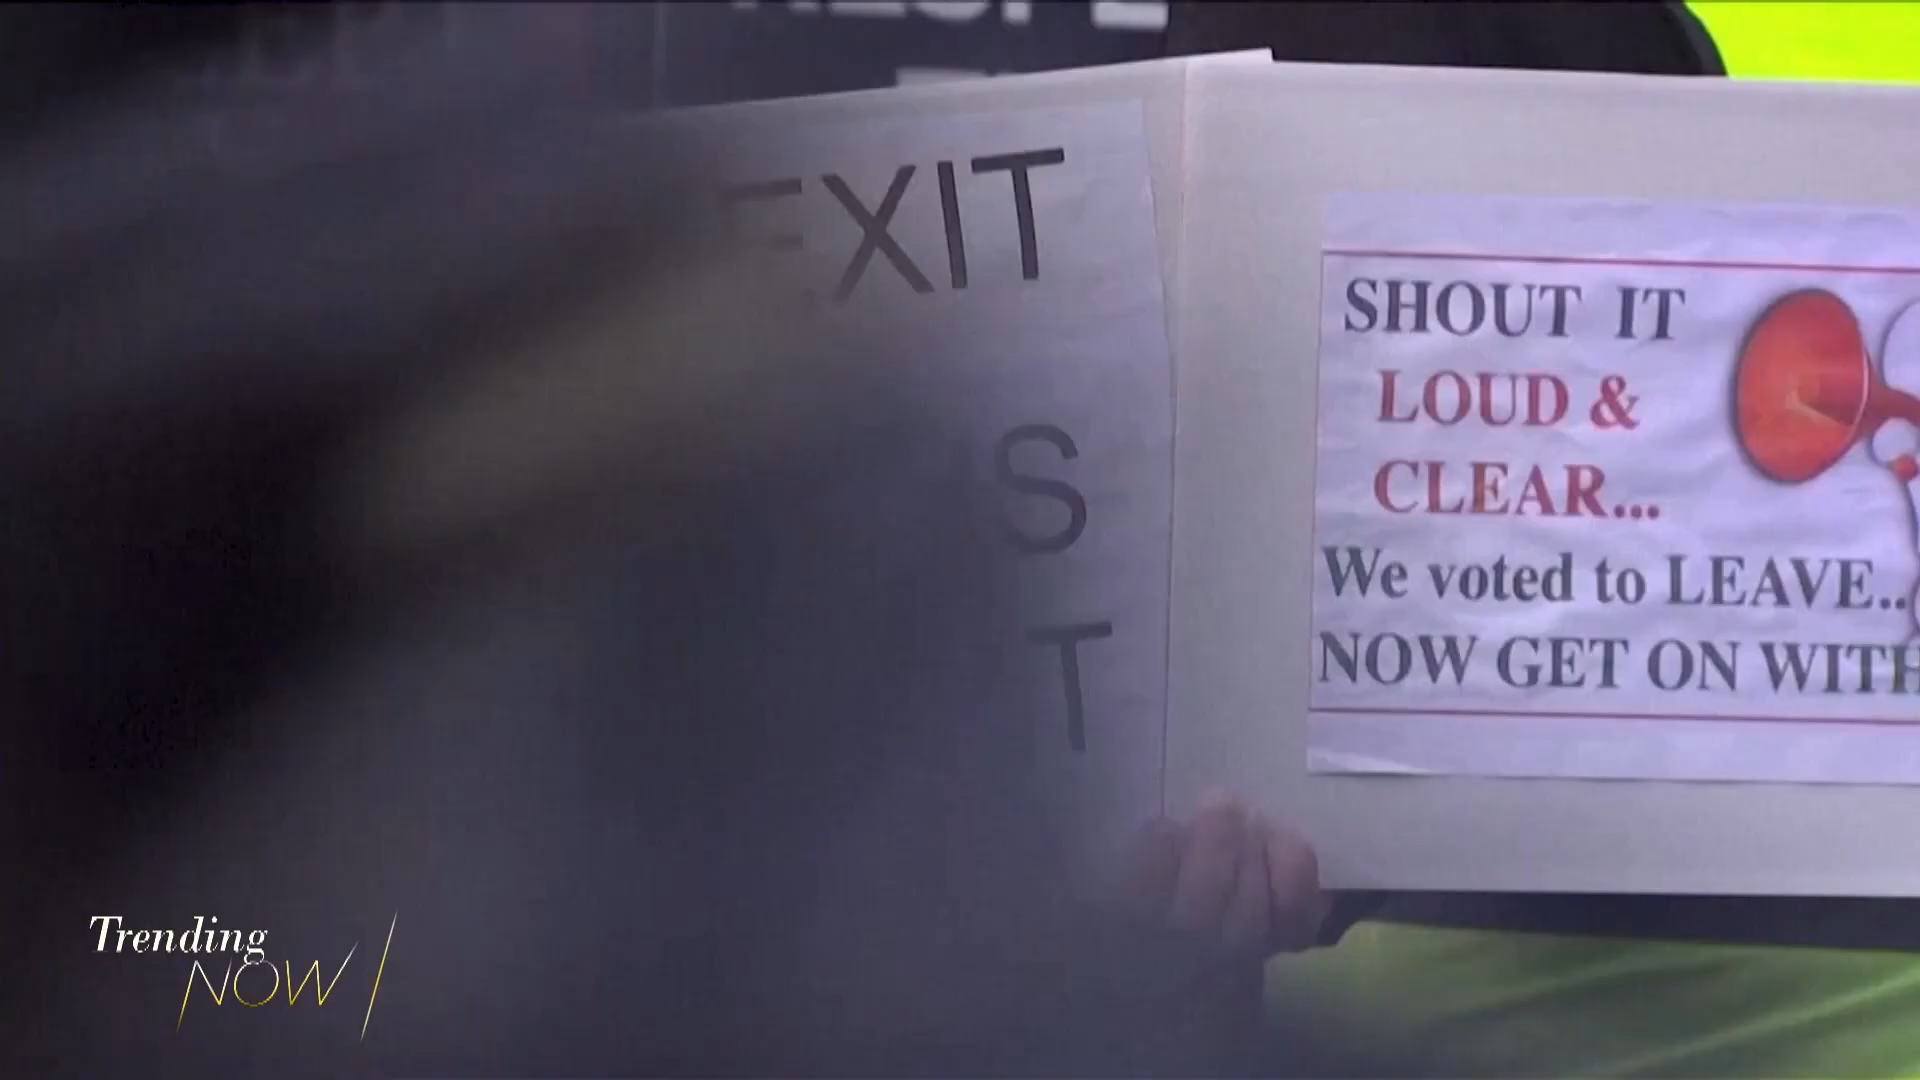 EXIT
S
T
SHOUT IT
LOUD &
CLEAR...
We voted to LEAVE..
NOW GET ON WITH
Trending
NOW